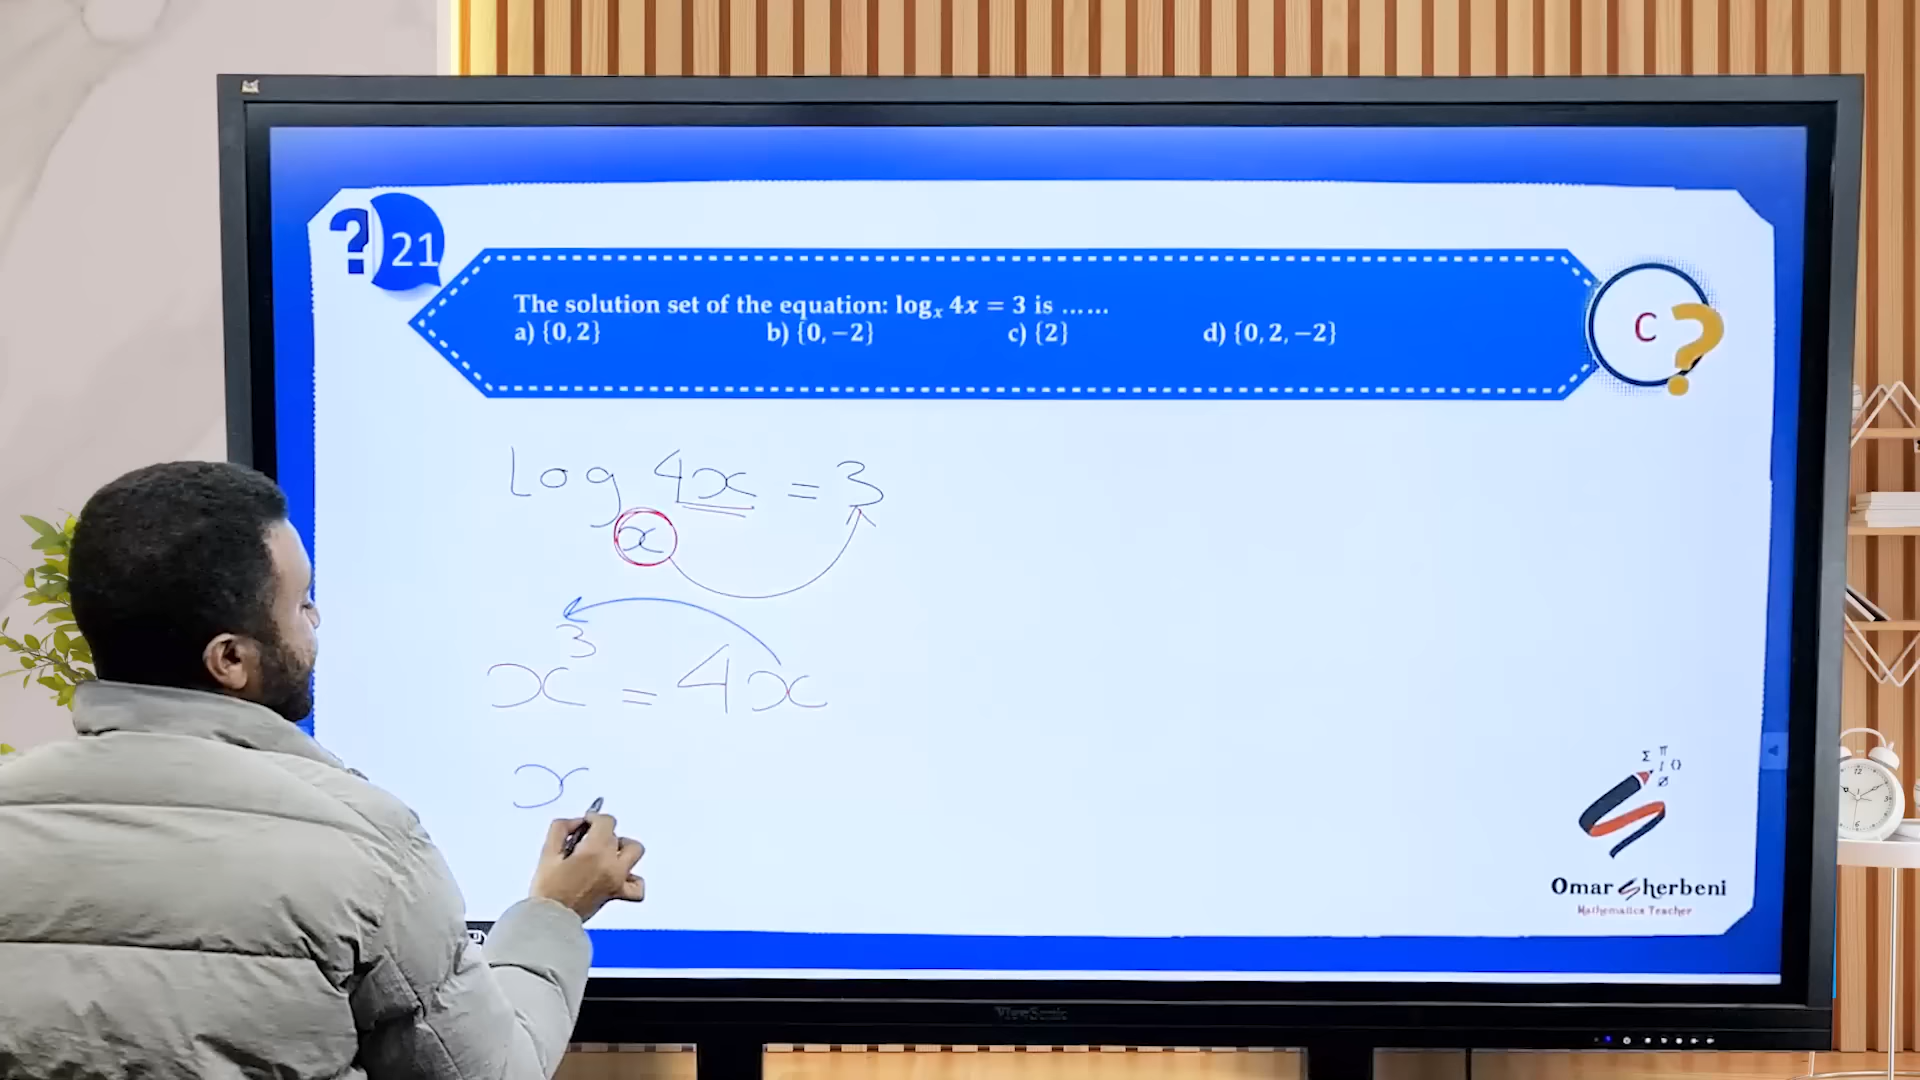 ? 21
The solution set of the equation: logₓ 4x = 3 is ......
a) {0, 2} b) {0, −2} c) {2} d) {0, 2, −2}
C ?
log 4x = 3
x
x³ = 4x
x
Σ π
Omar Sherbeni
Mathematics Teacher
ViewSonic